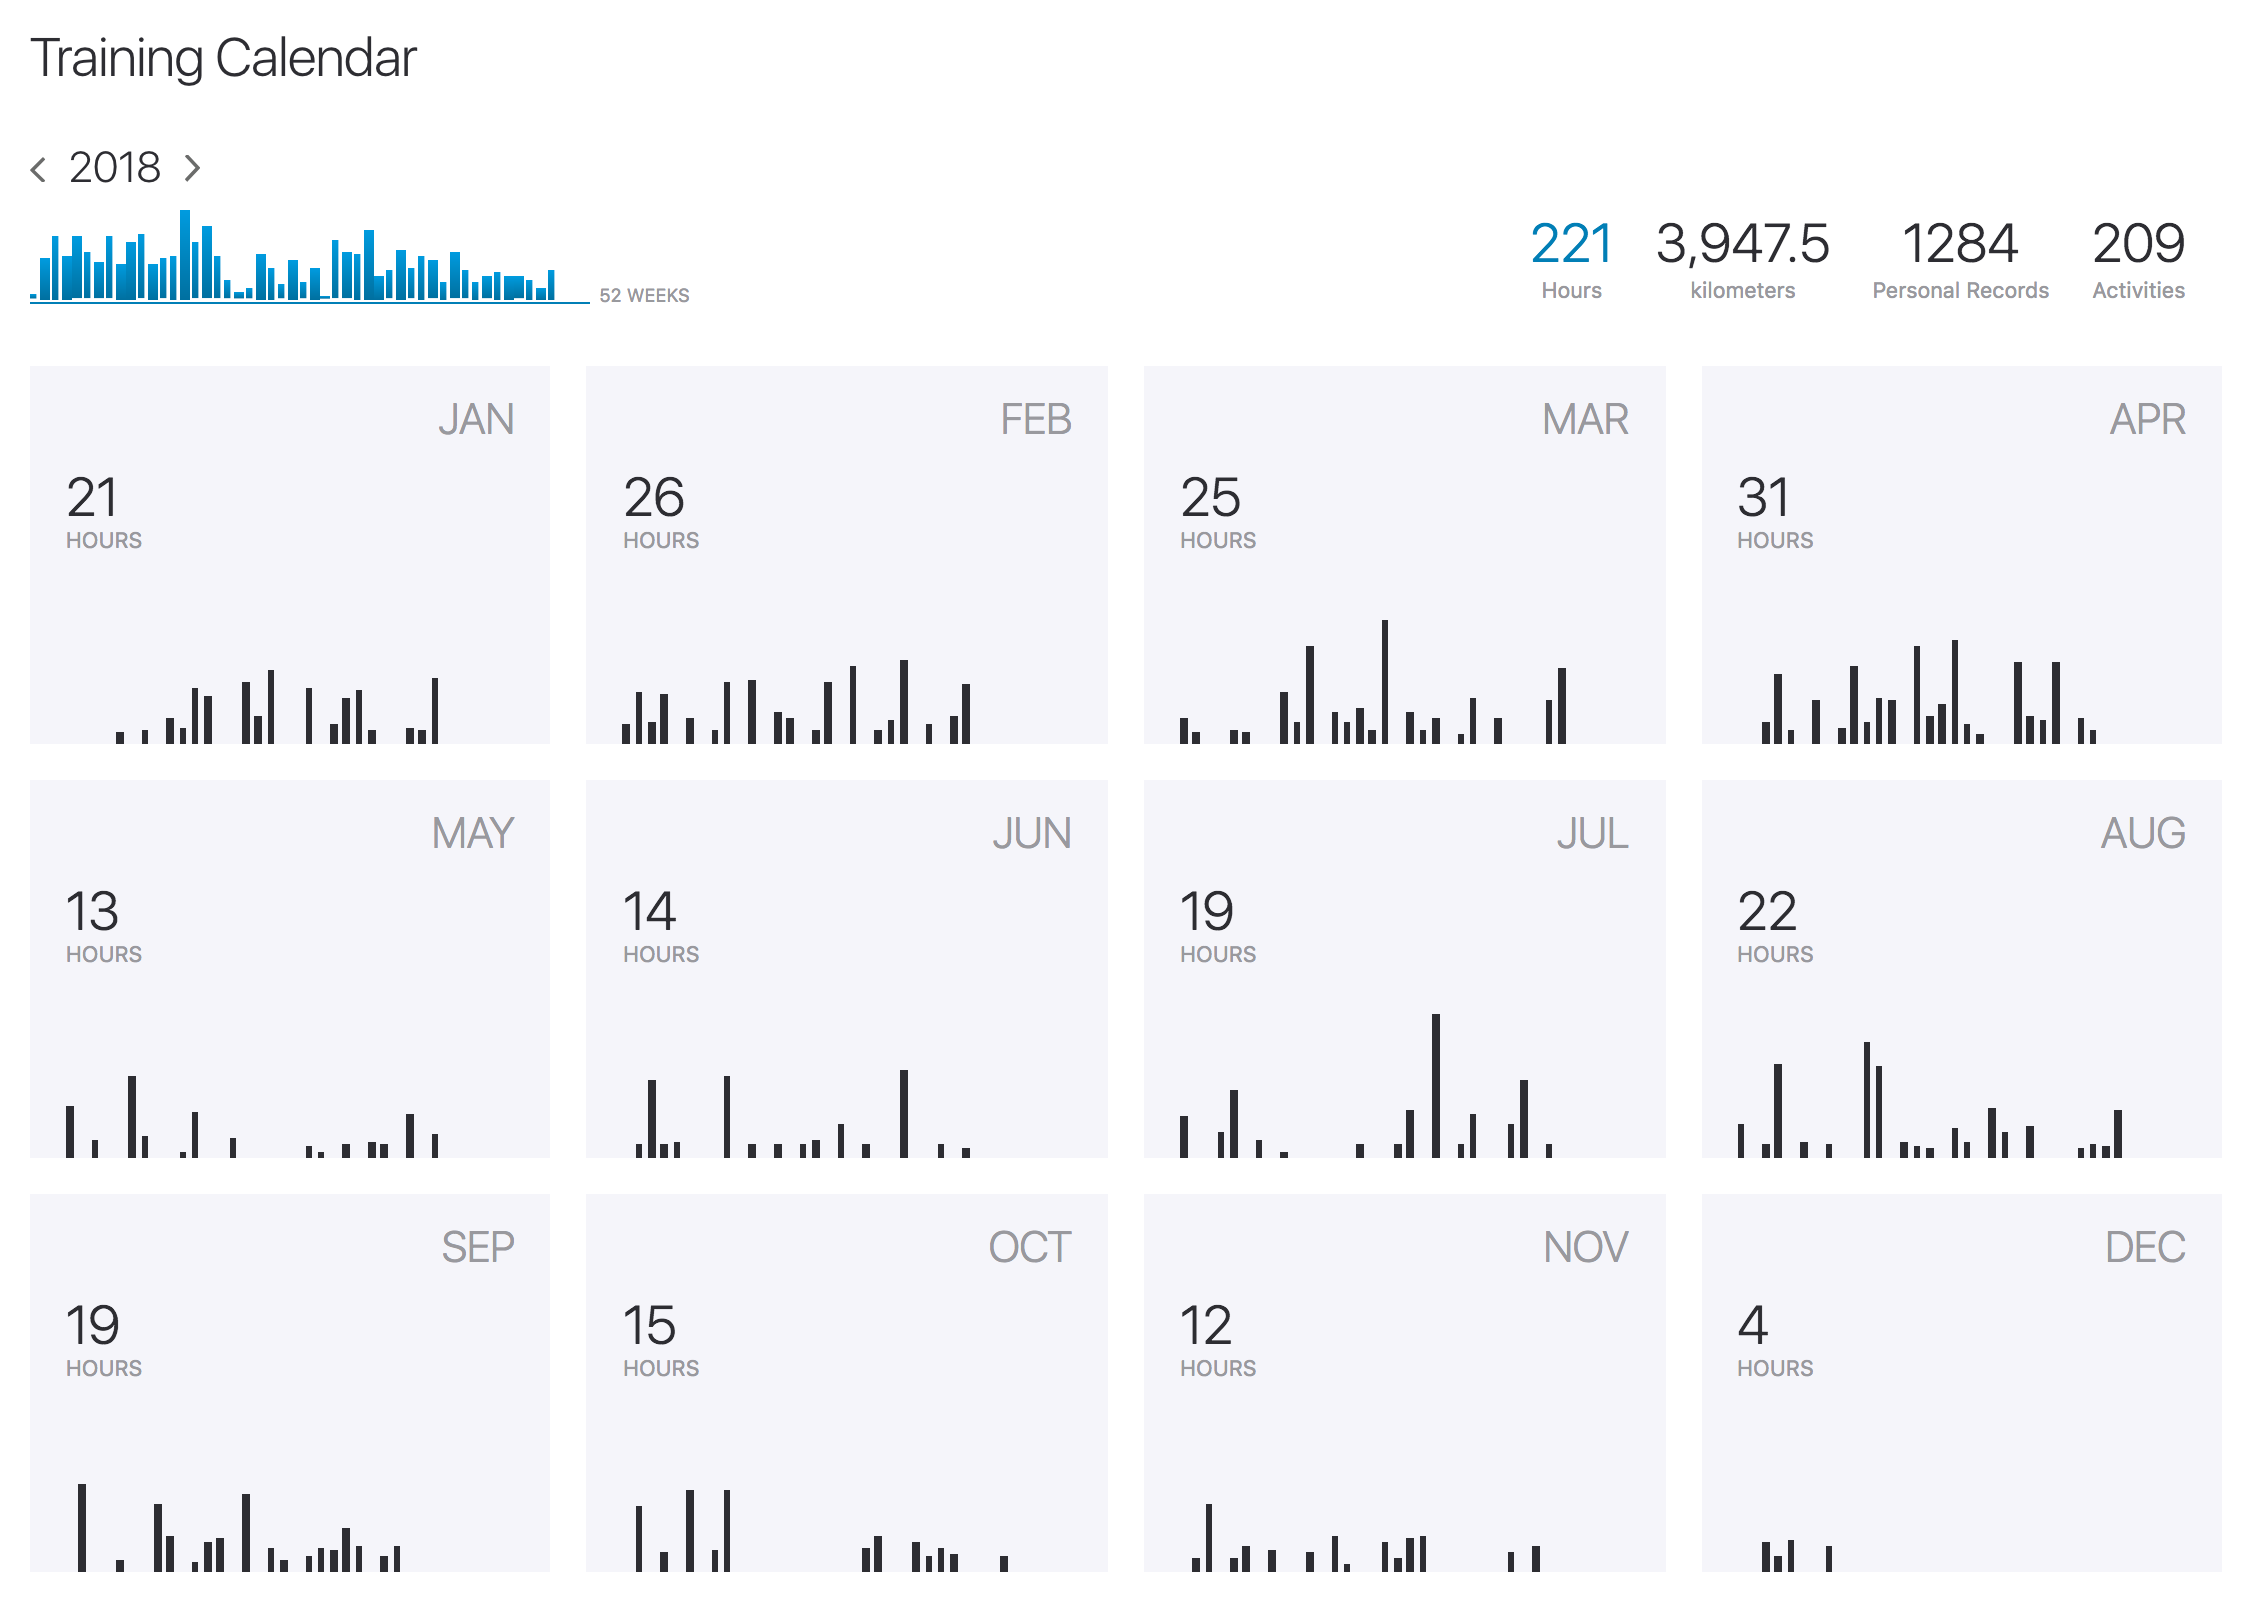 Training Calendar
2018
52 WEEKS
221 3,947.5 1284 209
Hours kilometers Personal Records Activities
JAN FEB MAR APR
21 26 25 31
HOURS HOURS HOURS HOURS
MAY JUN JUL AUG
13 14 19 22
HOURS HOURS HOURS HOURS
SEP OCT NOV DEC
19 15 12 4
HOURS HOURS HOURS HOURS